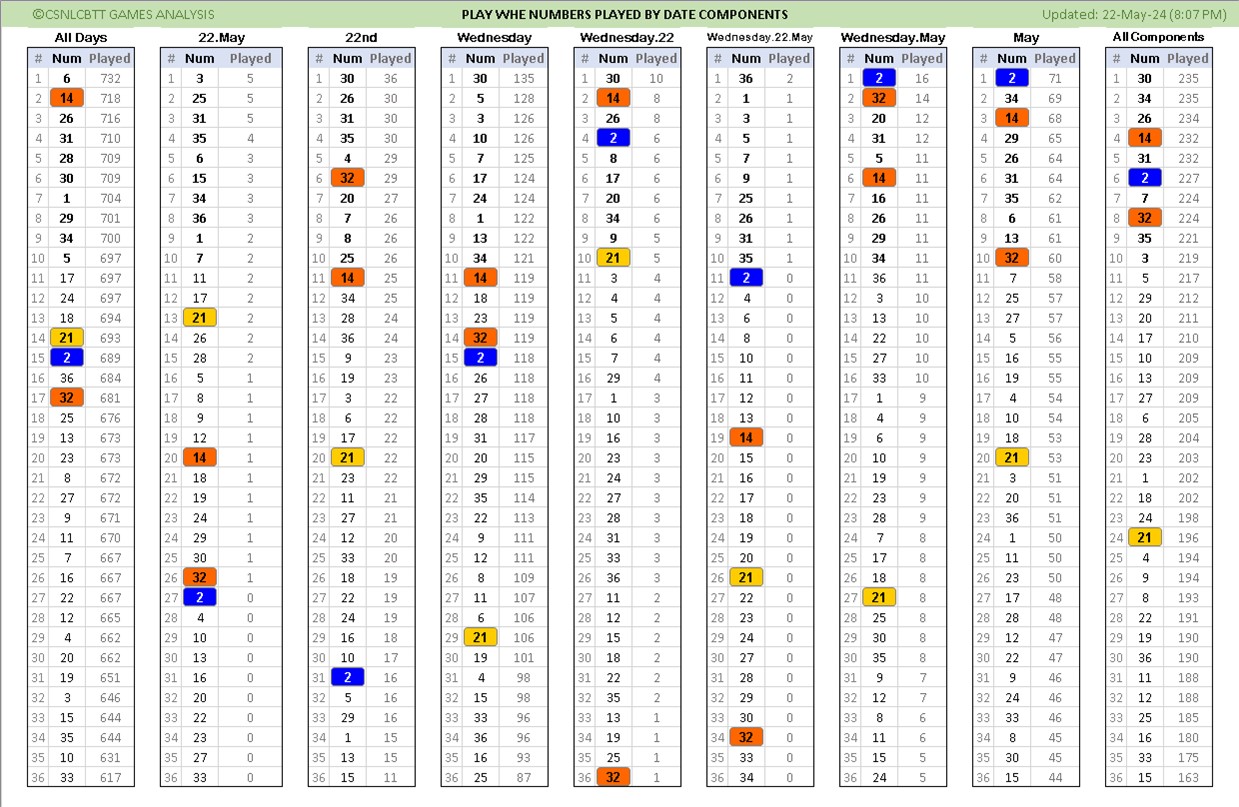 ©CSNLCBTT GAMES ANALYSIS PLAY WHE NUMBERS PLAYED BY DATE COMPONENTS Updated: 22-May-24 (8:07 PM)
All Days 22.May 22nd Wednesday Wednesday.22 Wednesday.22.May Wednesday.May May All Components
# Num Played # Num Played # Num Played # Num Played # Num Played # Num Played # Num Played # Num Played # Num Played
1 6 732 1 3 5 1 30 36 1 30 135 1 30 10 1 36 2 1 2 16 1 2 71 1 30 235
2 14 718 2 25 5 2 26 30 2 5 128 2 14 8 2 1 1 2 32 14 2 34 69 2 34 235
3 26 716 3 31 5 3 31 30 3 3 126 3 26 8 3 3 1 3 20 12 3 14 68 3 26 234
4 31 710 4 35 4 4 35 30 4 10 126 4 2 6 4 5 1 4 31 12 4 29 65 4 14 232
5 28 709 5 6 3 5 4 29 5 7 125 5 8 6 5 7 1 5 5 11 5 26 64 5 31 232
6 30 709 6 15 3 6 32 29 6 17 124 6 17 6 6 9 1 6 14 11 6 31 64 6 2 227
7 1 704 7 34 3 7 20 27 7 24 124 7 20 6 7 25 1 7 16 11 7 35 62 7 7 224
8 29 701 8 36 3 8 7 26 8 1 122 8 34 6 8 26 1 8 26 11 8 6 61 8 32 224
9 34 700 9 1 2 9 8 26 9 13 122 9 9 5 9 31 1 9 29 11 9 13 61 9 35 221
10 5 697 10 7 2 10 25 26 10 34 121 10 21 5 10 35 1 10 34 11 10 32 60 10 3 219
11 17 697 11 11 2 11 14 25 11 14 119 11 3 4 11 2 0 11 36 11 11 7 58 11 5 217
12 24 697 12 17 2 12 34 25 12 18 119 12 4 4 12 4 0 12 3 10 12 25 57 12 29 212
13 18 694 13 21 2 13 28 24 13 23 119 13 5 4 13 6 0 13 13 10 13 27 57 13 20 211
14 21 693 14 26 2 14 36 24 14 32 119 14 6 4 14 8 0 14 22 10 14 5 56 14 17 210
15 2 689 15 28 2 15 9 23 15 2 118 15 7 4 15 10 0 15 27 10 15 16 55 15 10 209
16 36 684 16 5 1 16 19 23 16 26 118 16 29 4 16 11 0 16 33 10 16 19 55 16 13 209
17 32 681 17 8 1 17 3 22 17 27 118 17 1 3 17 12 0 17 1 9 17 4 54 17 27 209
18 25 676 18 9 1 18 6 22 18 28 118 18 10 3 18 13 0 18 4 9 18 10 54 18 6 205
19 13 673 19 12 1 19 17 22 19 31 117 19 16 3 19 14 0 19 6 9 19 18 53 19 28 204
20 23 673 20 14 1 20 21 22 20 20 115 20 23 3 20 15 0 20 10 9 20 21 53 20 23 203
21 8 672 21 18 1 21 23 22 21 29 115 21 24 3 21 16 0 21 19 9 21 3 51 21 1 202
22 27 672 22 19 1 22 11 21 22 35 114 22 27 3 22 17 0 22 23 9 22 20 51 22 18 202
23 9 671 23 24 1 23 27 21 23 22 113 23 28 3 23 18 0 23 28 9 23 36 51 23 24 198
24 11 670 24 29 1 24 12 20 24 9 111 24 31 3 24 19 0 24 7 8 24 1 50 24 21 196
25 7 667 25 30 1 25 33 20 25 12 111 25 33 3 25 20 0 25 17 8 25 11 50 25 4 194
26 16 667 26 32 1 26 18 19 26 8 109 26 36 3 26 21 0 26 18 8 26 23 50 26 9 194
27 22 667 27 2 0 27 22 19 27 11 107 27 11 2 27 22 0 27 21 8 27 17 48 27 8 193
28 12 665 28 4 0 28 24 19 28 6 106 28 12 2 28 23 0 28 25 8 28 28 48 28 22 191
29 4 662 29 10 0 29 16 18 29 21 106 29 15 2 29 24 0 29 30 8 29 12 47 29 19 190
30 20 662 30 13 0 30 10 17 30 19 101 30 18 2 30 27 0 30 35 8 30 22 47 30 36 190
31 19 651 31 16 0 31 2 16 31 4 98 31 22 2 31 28 0 31 9 7 31 9 46 31 11 188
32 3 646 32 20 0 32 5 16 32 15 98 32 35 2 32 29 0 32 12 7 32 24 46 32 12 188
33 15 644 33 22 0 33 29 16 33 33 96 33 13 1 33 30 0 33 8 6 33 33 46 33 25 185
34 35 644 34 23 0 34 1 15 34 36 96 34 19 1 34 32 0 34 11 6 34 8 45 34 16 180
35 10 631 35 27 0 35 13 15 35 16 93 35 25 1 35 33 0 35 15 5 35 30 45 35 33 175
36 33 617 36 33 0 36 15 11 36 25 87 36 32 1 36 34 0 36 24 5 36 15 44 36 15 163